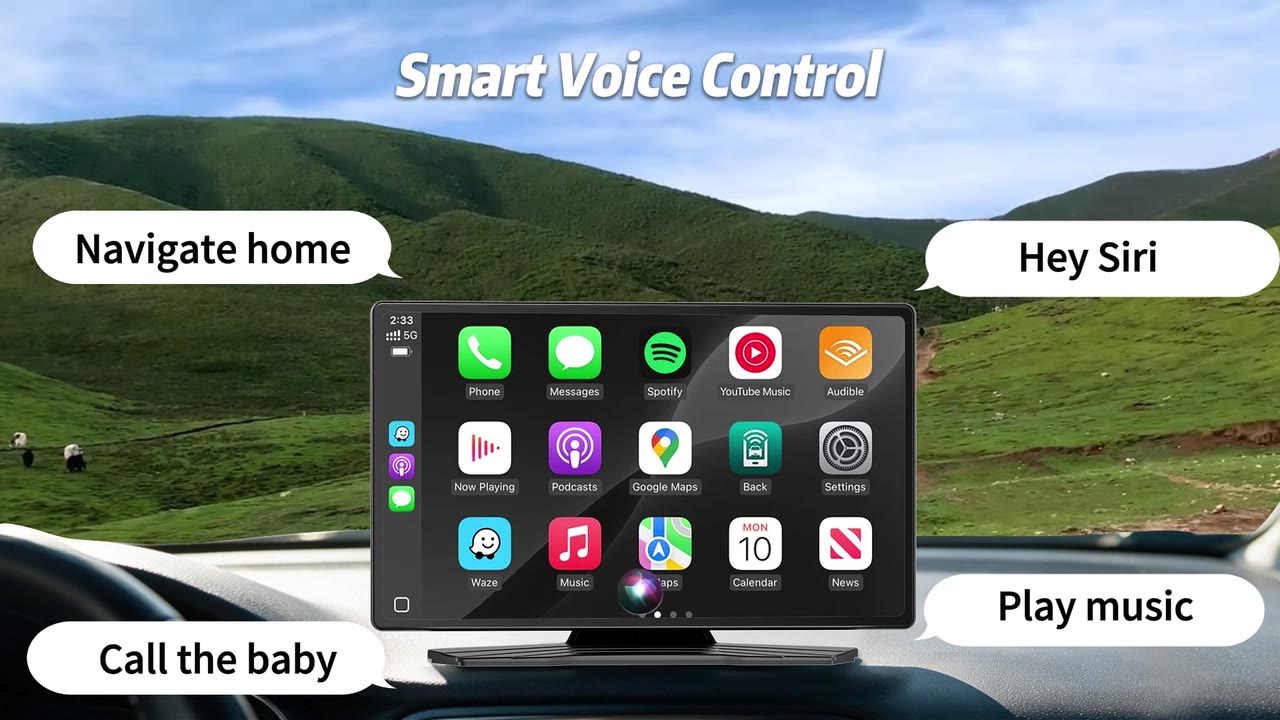 Smart Voice Control
Navigate home
Hey Siri
2:33
5G
Phone
Messages
Spotify
YouTube Music
Audible
Now Playing
Podcasts
Google Maps
Back
Settings
MON
10
Waze
Music
aps
Calendar
News
Play music
Call the baby